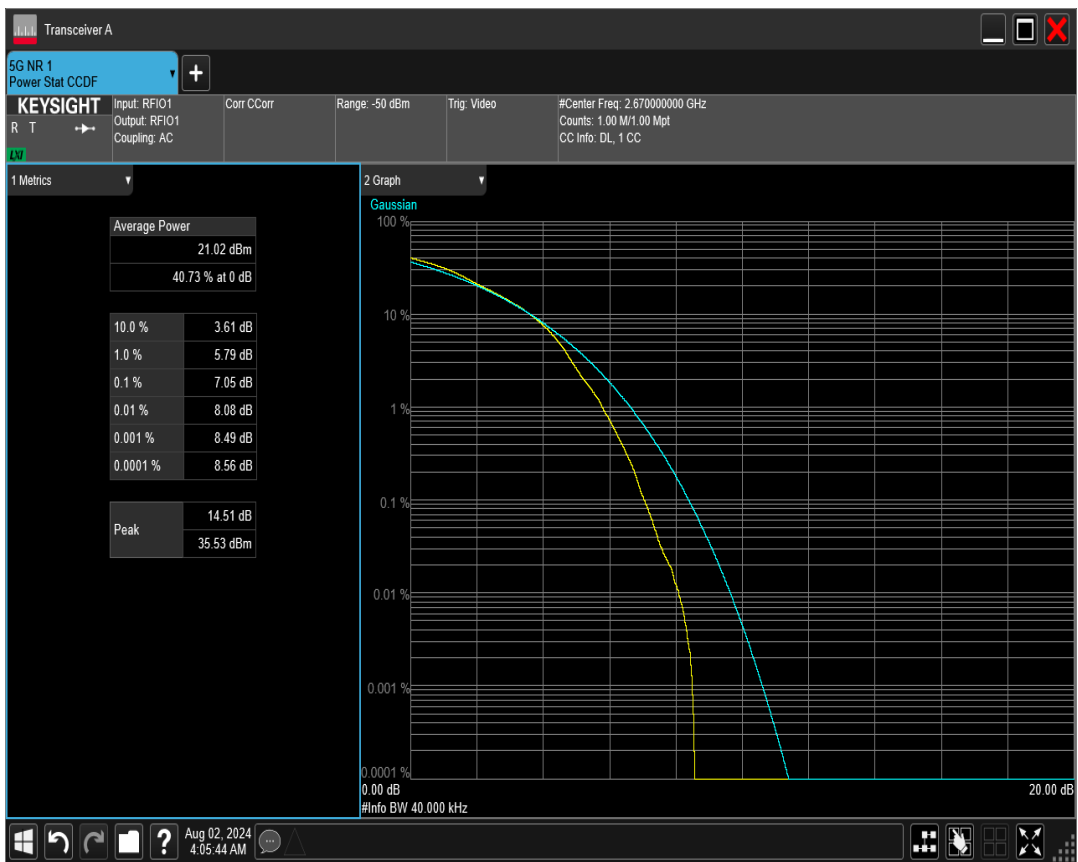 Transceiver A
5G NR 1
Power Stat CCDF
+
KEYSIGHT
R T
LXI
Input: RFIO1
Output: RFIO1
Coupling: AC
Corr CCorr
Range: -50 dBm
Trig: Video
#Center Freq: 2.670000000 GHz
Counts: 1.00 M/1.00 Mpt
CC Info: DL, 1 CC
1 Metrics
Average Power
21.02 dBm
40.73 % at 0 dB
10.0 % 3.61 dB
1.0 % 5.79 dB
0.1 % 7.05 dB
0.01 % 8.08 dB
0.001 % 8.49 dB
0.0001 % 8.56 dB
Peak
14.51 dB
35.53 dBm
2 Graph
Gaussian
100 %
10 %
1 %
0.1 %
0.01 %
0.001 %
0.0001 %
0.00 dB 20.00 dB
#Info BW 40.000 kHz
?
Aug 02, 2024
4:05:44 AM